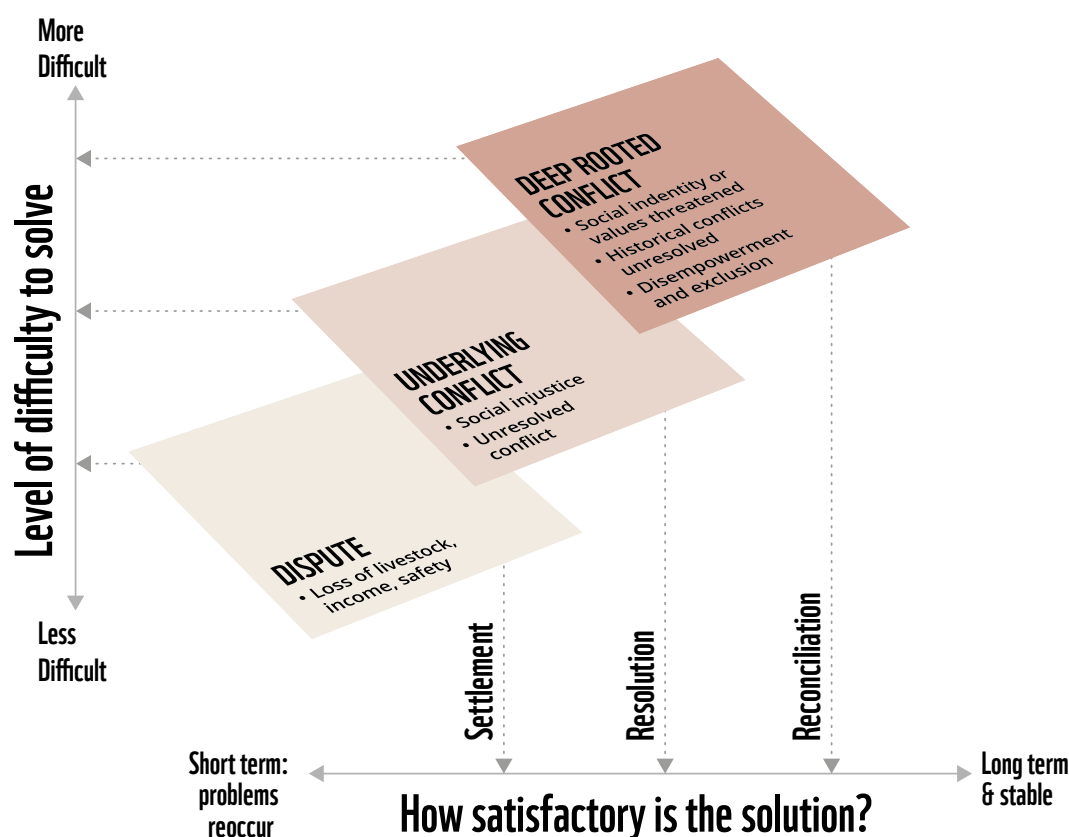 More
Difficult
Level of difficulty to solve
Less
Difficult
DEEP ROOTED
CONFLICT
• Social indentity or
values threatened
• Historical conflicts
unresolved
• Disempowerment
and exclusion
UNDERLYING
CONFLICT
• Social injustice
• Unresolved
conflict
DISPUTE
• Loss of livestock,
income, safety
Settlement
Resolution
Reconciliation
Short term:
problems
reoccur
How satisfactory is the solution?
Long term
& stable